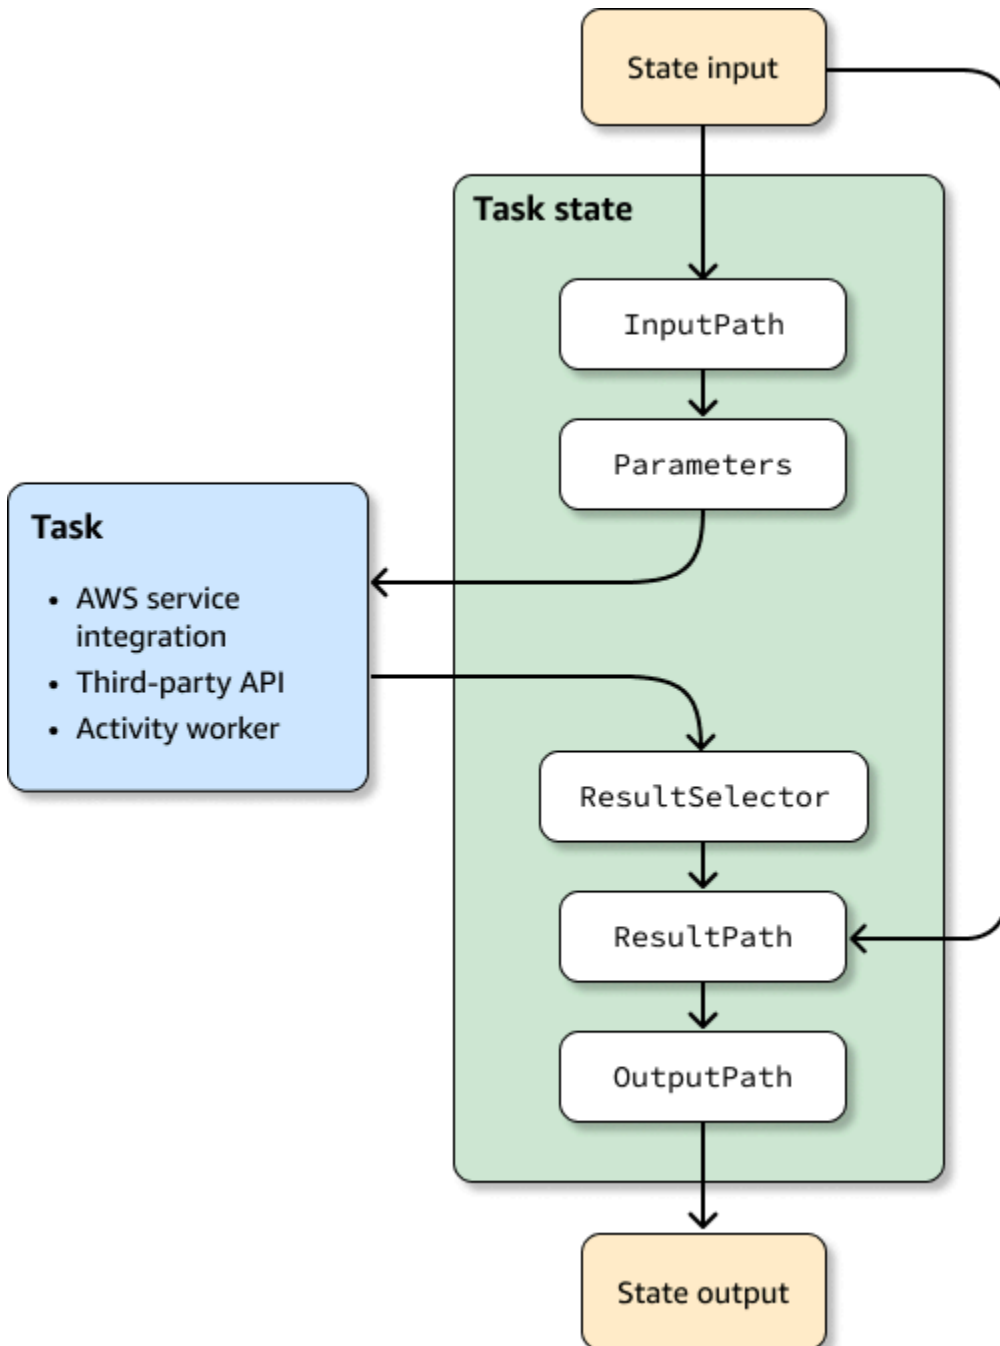 State input
Task state
InputPath
Parameters
Task
• AWS service
integration
• Third-party API
• Activity worker
ResultSelector
ResultPath
OutputPath
State output